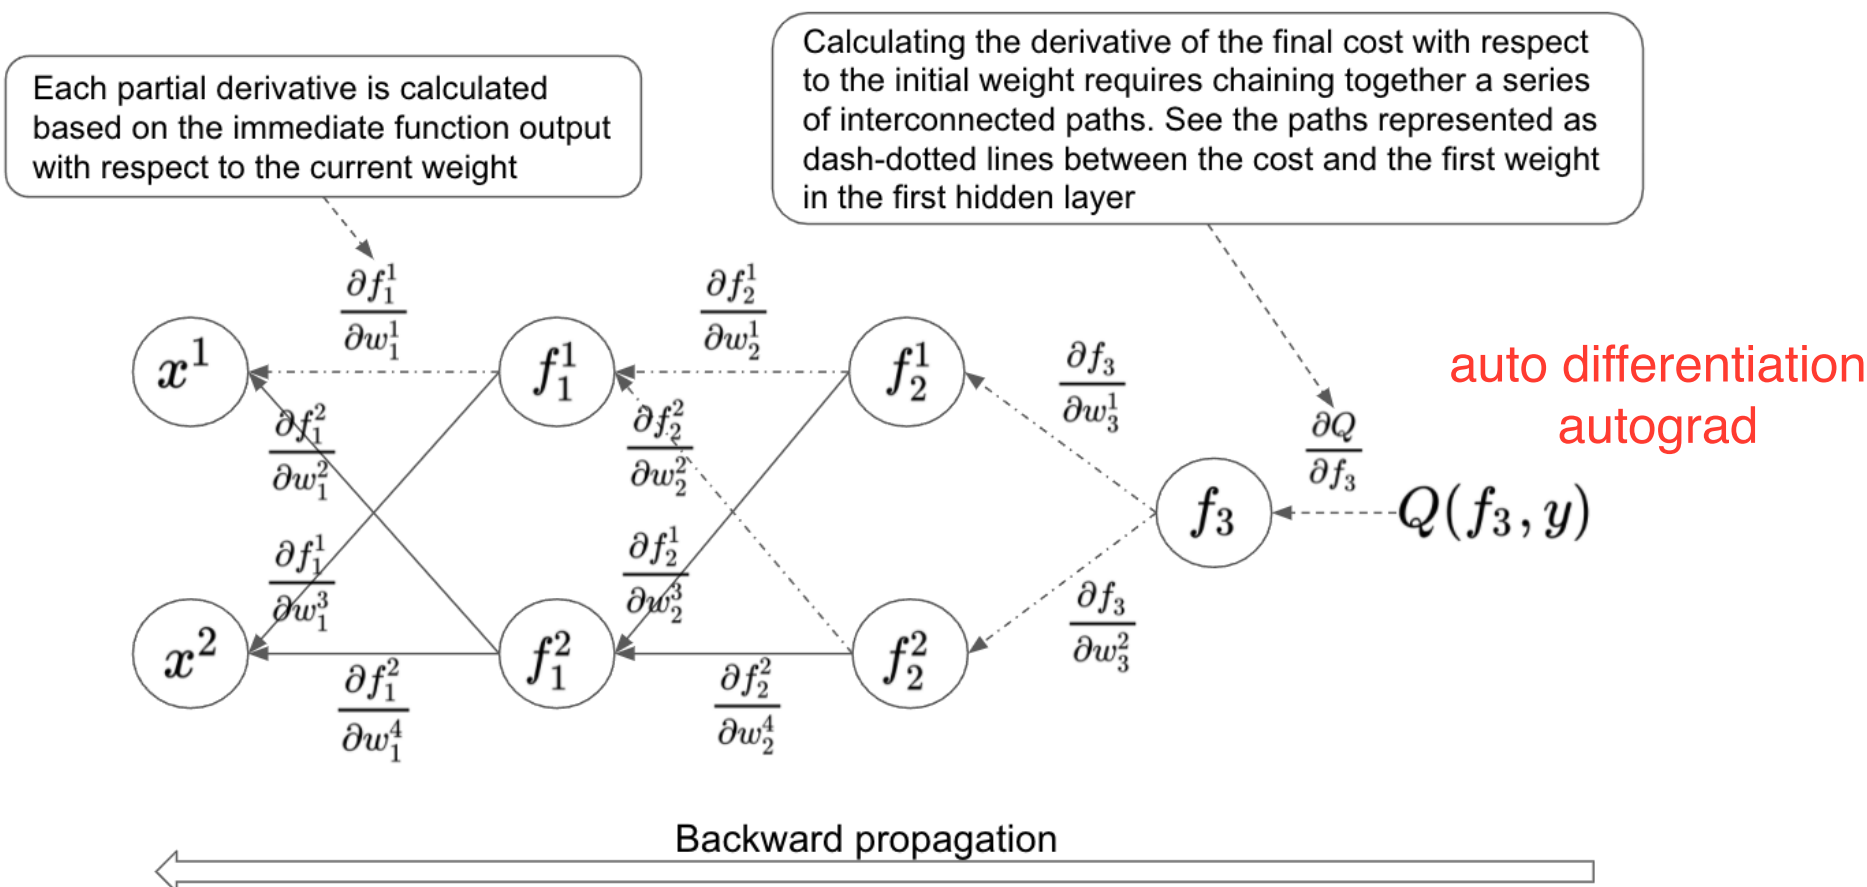 Each partial derivative is calculated
based on the immediate function output
with respect to the current weight
Calculating the derivative of the final cost with respect
to the initial weight requires chaining together a series
of interconnected paths. See the paths represented as
dash-dotted lines between the cost and the first weight
in the first hidden layer
∂f₁¹/∂w₁¹
∂f₂¹/∂w₂¹
∂f₃/∂w₃¹
x¹
f₁¹
f₂¹
auto differentiation
autograd
∂f₁²/∂w₁²
∂f₂²/∂w₂²
∂Q/∂f₃
f₃
Q(f₃, y)
∂f₁¹/∂w₁³
∂f₂¹/∂w₂³
∂f₃/∂w₃²
x²
f₁²
f₂²
∂f₁²/∂w₁⁴
∂f₂²/∂w₂⁴
Backward propagation